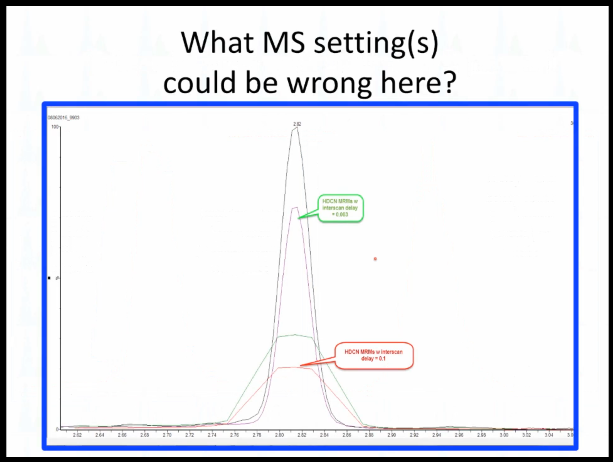 What MS setting(s)
could be wrong here?
100
2.82
HDCN MRMs w
interscan delay
= 0.003
%
HDCN MRMs w interscan
delay = 0.1
0
2.62 2.64 2.66 2.68 2.70 2.72 2.74 2.76 2.78 2.80 2.82 2.84 2.86 2.88 2.90 2.92 2.94 2.96 2.98 3.00 3.02 3.04